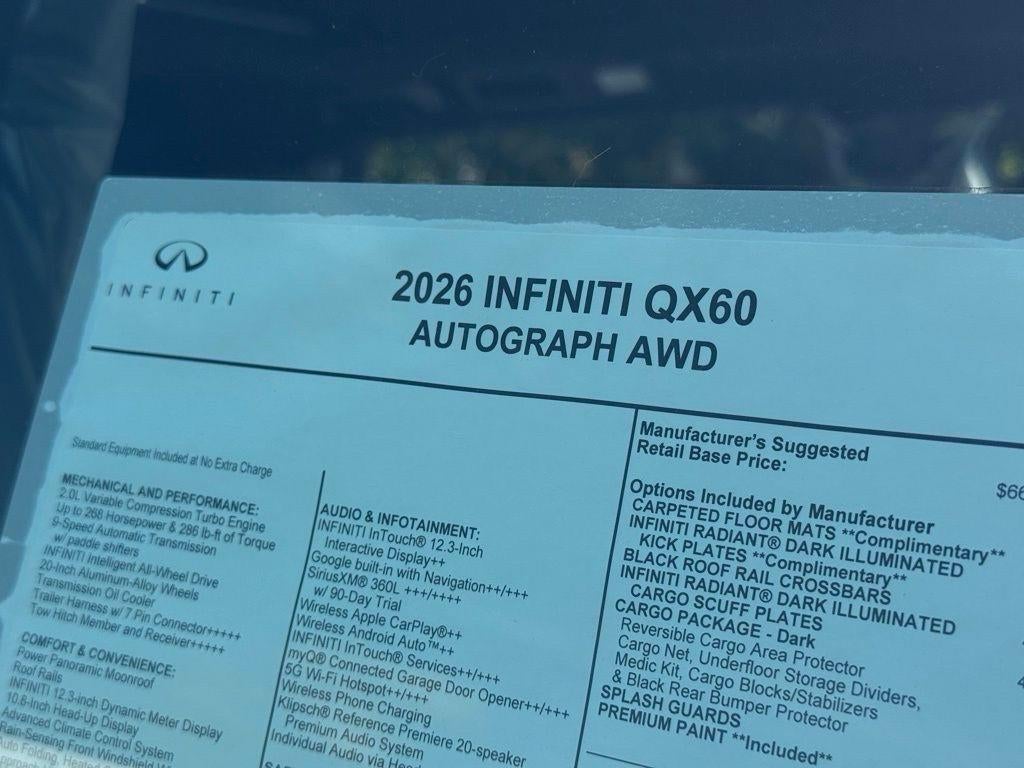 INFINITI
2026 INFINITI QX60
AUTOGRAPH AWD
Standard Equipment Included at No Extra Charge
MECHANICAL AND PERFORMANCE:
2.0L Variable Compression Turbo Engine
Up to 268 Horsepower & 286 lb-ft of Torque
9-Speed Automatic Transmission
w/ paddle shifters
INFINITI Intelligent All-Wheel Drive
20-Inch Aluminum-Alloy Wheels
Transmission Oil Cooler
Trailer Harness w/ 7 Pin Connector+++++
Tow Hitch Member and Receiver+++++
COMFORT & CONVENIENCE:
Power Panoramic Moonroof
Roof Rails
INFINITI 12.3-inch Dynamic Meter Display
10.8-inch Head-Up Display
Advanced Climate Control System
Rain-Sensing Front Windshield
Auto Folding, Heated
AUDIO & INFOTAINMENT:
INFINITI InTouch® 12.3-Inch
Interactive Display++
Google built-in with Navigation++/+++
SiriusXM® 360L +++/++++
w/ 90-Day Trial
Wireless Apple CarPlay®++
Wireless Android Auto™++
INFINITI InTouch® Services++/+++
myQ® Connected Garage Door Opener++/+++
5G Wi-Fi Hotspot++/+++
Wireless Phone Charging
Klipsch® Reference Premiere 20-speaker
Premium Audio System
Individual Audio via
Manufacturer's Suggested
Retail Base Price:
$66
Options Included by Manufacturer
CARPETED FLOOR MATS **Complimentary**
INFINITI RADIANT® DARK ILLUMINATED
KICK PLATES **Complimentary**
BLACK ROOF RAIL CROSSBARS
INFINITI RADIANT® DARK ILLUMINATED
CARGO SCUFF PLATES
CARGO PACKAGE - Dark
Reversible Cargo Area Protector
Cargo Net, Underfloor Storage Dividers,
Medic Kit, Cargo Blocks/Stabilizers
& Black Rear Bumper Protector
SPLASH GUARDS
PREMIUM PAINT **Included**